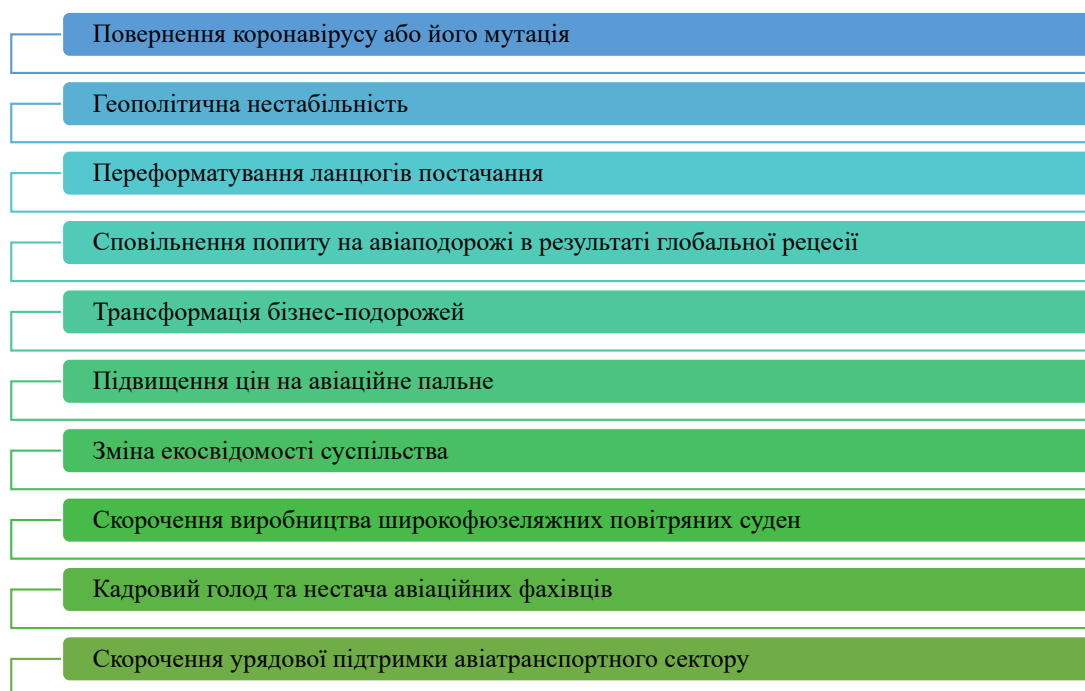 Повернення коронавірусу або його мутація
Геополітична нестабільність
Переформатування ланцюгів постачання
Сповільнення попиту на авіаподорожі в результаті глобальної рецесії
Трансформація бізнес-подорожей
Підвищення цін на авіаційне пальне
Зміна екосвідомості суспільства
Скорочення виробництва широкофюзеляжних повітряних суден
Кадровий голод та нестача авіаційних фахівців
Скорочення урядової підтримки авіатранспортного сектору